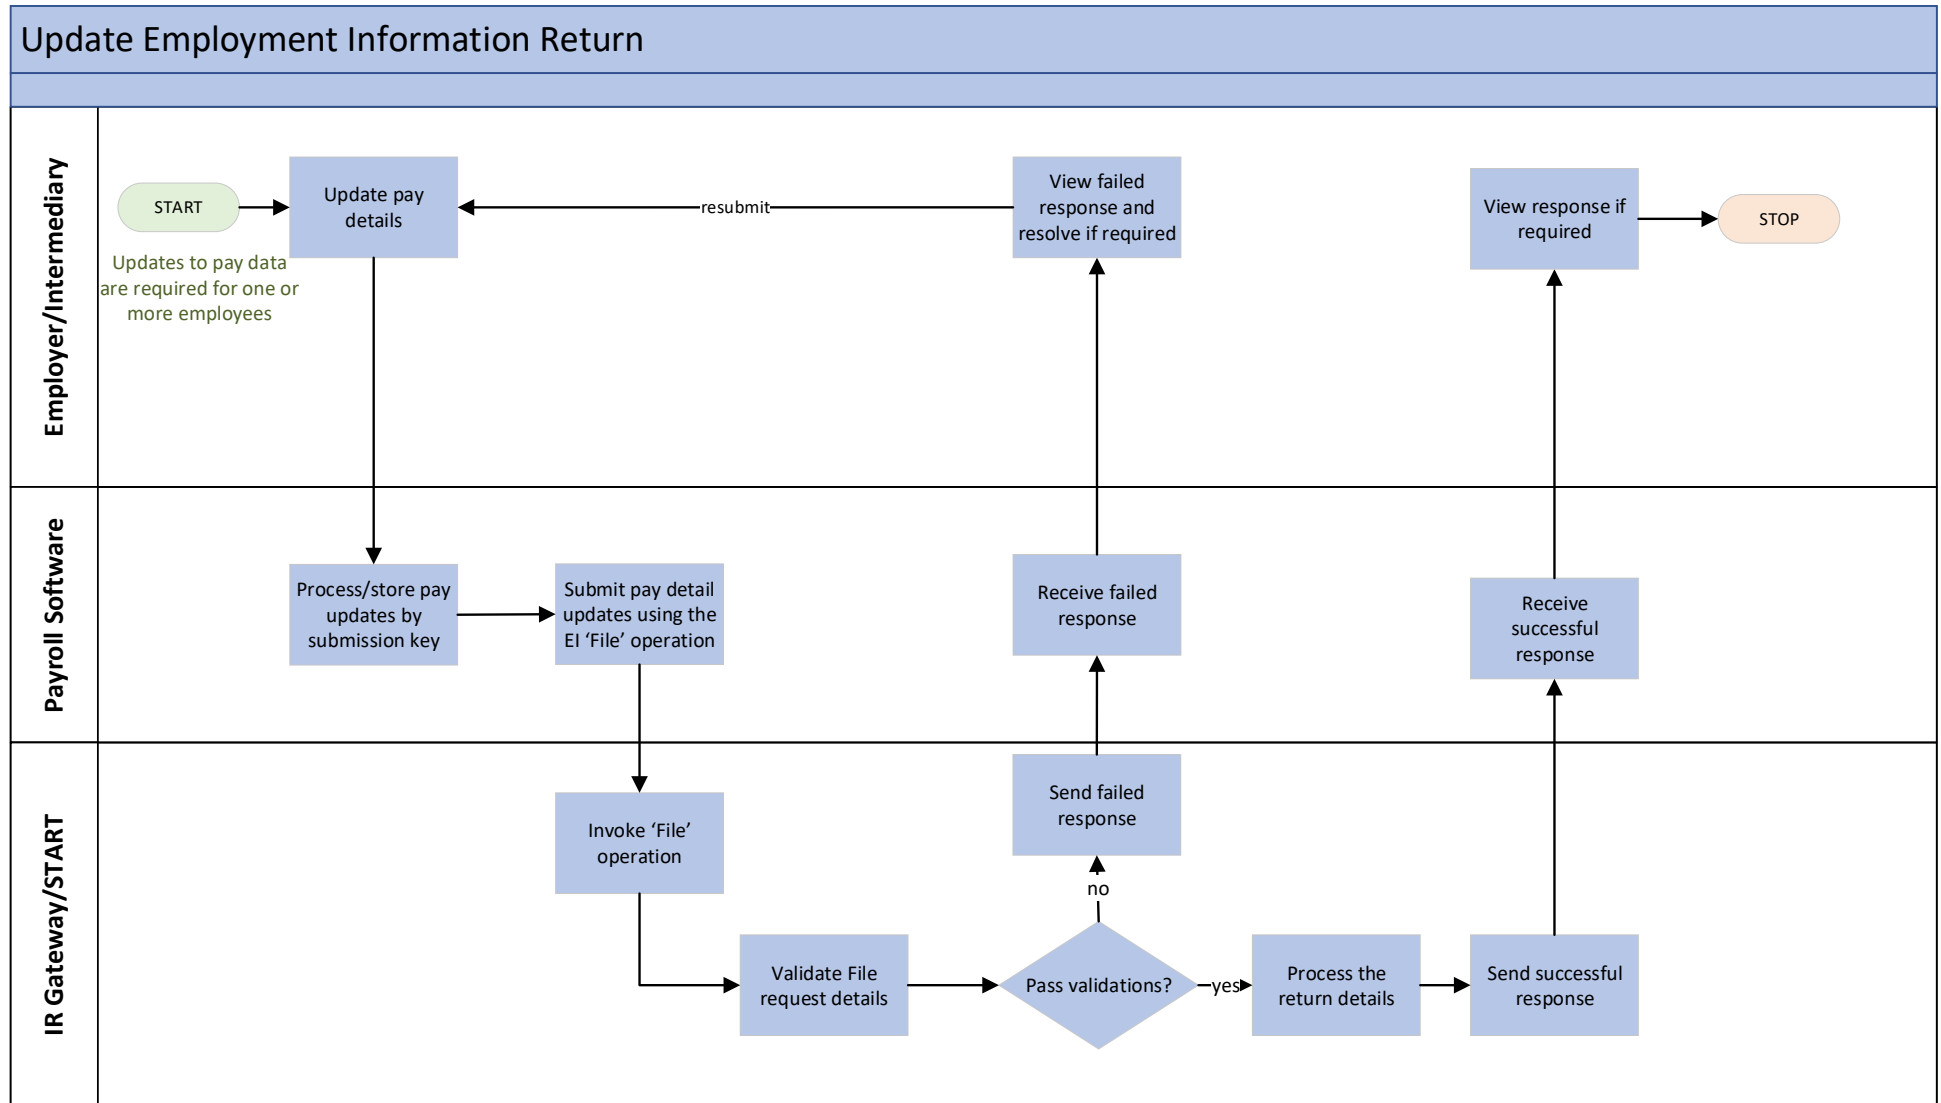 Update Employment Information Return
Employer/Intermediary
START
Updates to pay data
are required for one or
more employees
Update pay
details
resubmit
View failed
response and
resolve if required
View response if
required
STOP
Payroll Software
Process/store pay
updates by
submission key
Submit pay detail
updates using the
EI ‘File’ operation
Receive failed
response
Receive
successful
response
IR Gateway/START
Invoke ‘File’
operation
Send failed
response
no
Validate File
request details
Pass validations?
yes
Process the
return details
Send successful
response